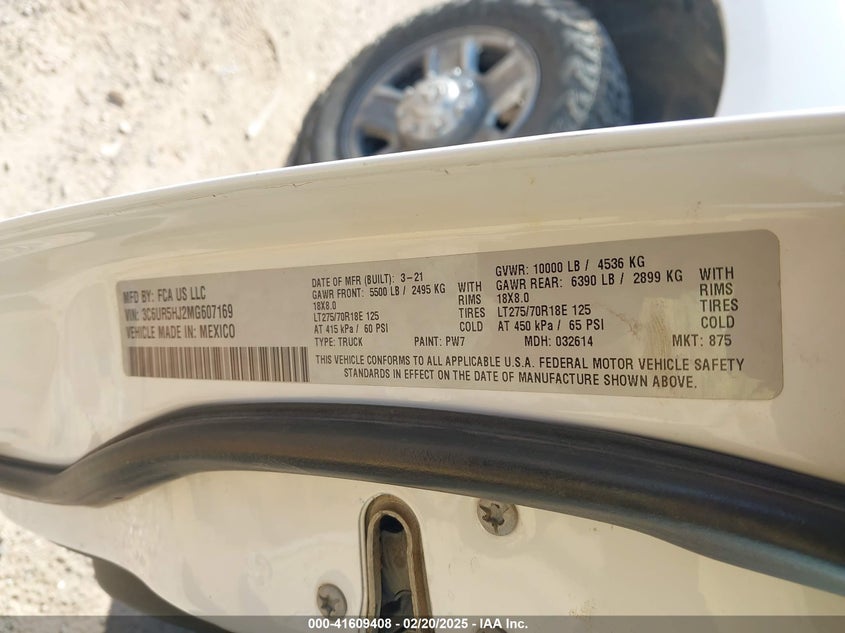 MFD BY: FCA US LLC
VIN: 3C6UR5HJ2MG607169
VEHICLE MADE IN: MEXICO
DATE OF MFR (BUILT): 3-21
GAWR FRONT: 5500 LB / 2495 KG WITH
18X8.0 RIMS
LT275/70R18E 125 TIRES
AT 415 kPa / 60 PSI COLD
TYPE: TRUCK PAINT: PW7
GVWR: 10000 LB / 4536 KG
GAWR REAR: 6390 LB / 2899 KG WITH
18X8.0 RIMS
LT275/70R18E 125 TIRES
AT 450 kPa / 65 PSI COLD
MDH: 032614 MKT: 875
THIS VEHICLE CONFORMS TO ALL APPLICABLE U.S.A. FEDERAL MOTOR VEHICLE SAFETY
STANDARDS IN EFFECT ON THE DATE OF MANUFACTURE SHOWN ABOVE.
000-41609408 - 02/20/2025 - IAA Inc.